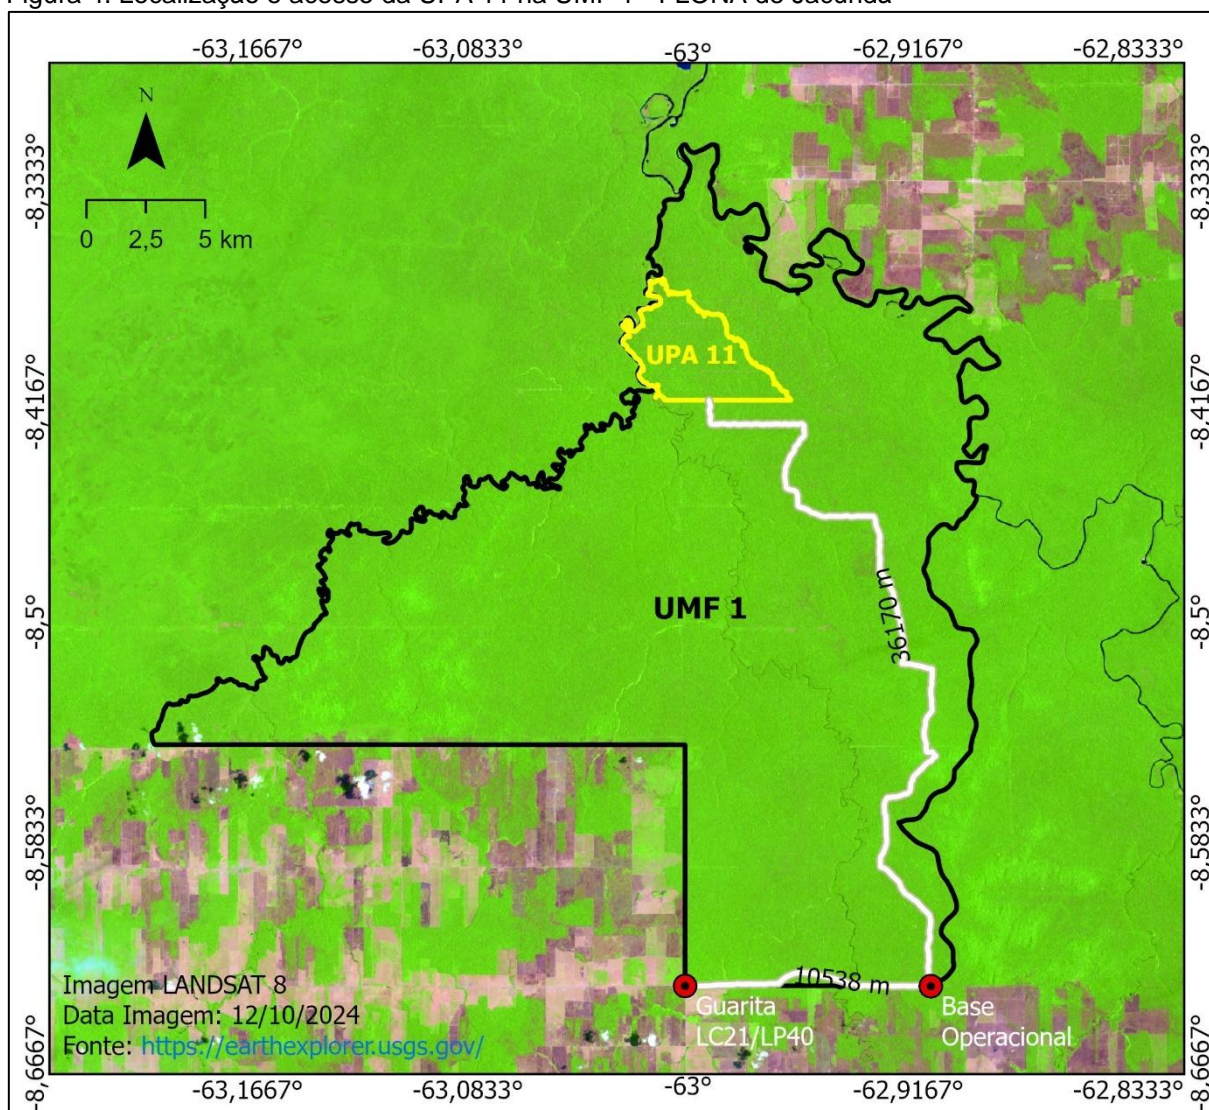 -63,1667° -63,0833° -63° -62,9167° -62,8333°
N
-8,3333° -8,3333°
0 2,5 5 km
UPA 11
-8,4167° -8,4167°
36170 m
UMF 1
-8,5° -8,5°
-8,5833° -8,5833°
10538 m
Imagem LANDSAT 8
Data Imagem: 12/10/2024
Fonte: https://earthexplorer.usgs.gov/
Guarita
LC21/LP40
Base
Operacional
-8,6667° -8,6667°
-63,1667° -63,0833° -63° -62,9167° -62,8333°